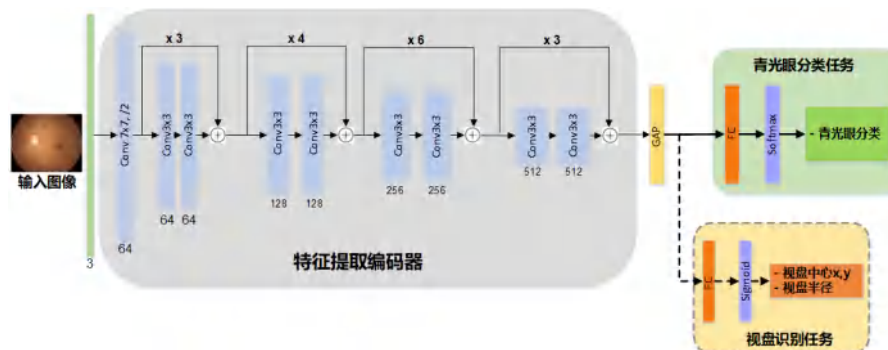 x 3
x 4
x 6
x 3
Conv 7x7, /2
Conv3x3
Conv3x3
Conv3x3
Conv3x3
Conv3x3
Conv3x3
Conv3x3
Conv3x3
输入图像
3
64
64
64
128
128
256
256
512
512
特征提取编码器
GAP
青光眼分类任务
FC
Softmax
- 青光眼分类
FC
Sigmoid
- 视盘中心x,y
- 视盘半径
视盘识别任务